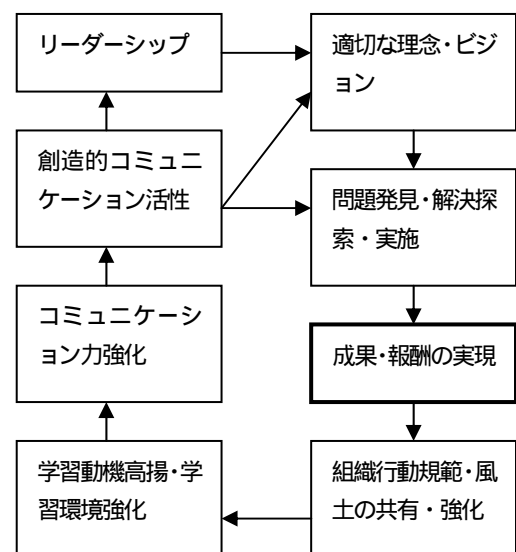 リーダーシップ
適切な理念・ビジ
ョン
創造的コミュニ
ケーション活性
問題発見・解決探
索・実施
コミュニケーシ
ョン力強化
成果・報酬の実現
学習動機高揚・学
習環境強化
組織行動規範・風
土の共有・強化